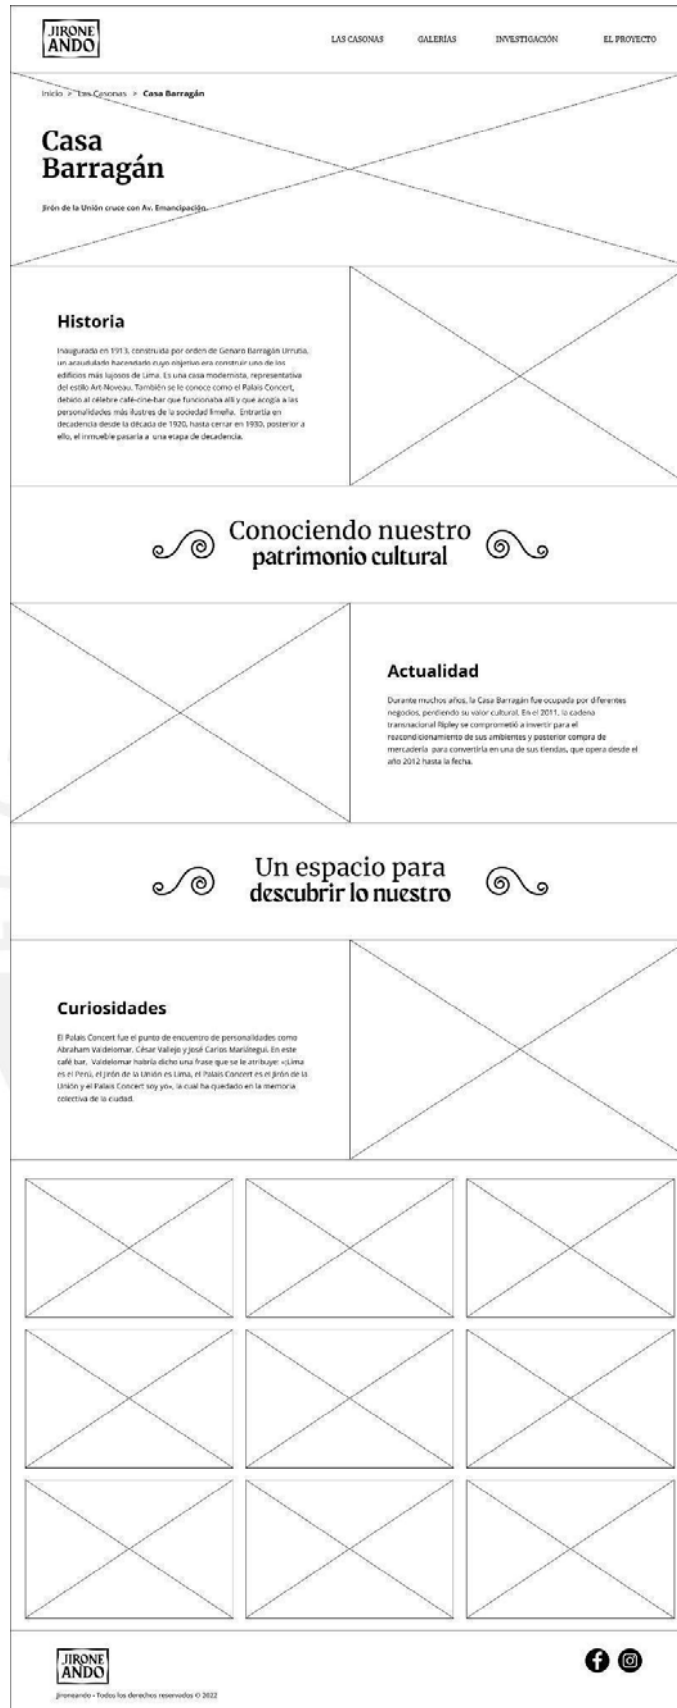 JIRONE
ANDO
LAS CASONAS
GALERÍAS
INVESTIGACIÓN
EL PROYECTO
Inicio > Las Casonas > Casa Barragán
Casa
Barragán
Jirón de la Unión cruce con Av. Emancipación.
Historia
Inaugurada en 1913, construida por orden de Genaro Barragán Urrutia,
un acaudalado hacendado cuyo objetivo era construir uno de los
edificios más lujosos de Lima. Es una casa modernista, representativa
del estilo Art-Noveau. También se le conoce como el Palais Concert,
debido al célebre café-cine-bar que funcionaba allí y que acogía a las
personalidades más ilustres de la sociedad limeña. Entraría en
decadencia desde la década de 1920, hasta cerrar en 1930, posterior a
ello, el inmueble pasaría a una etapa de decadencia.
Conociendo nuestro
patrimonio cultural
Actualidad
Durante muchos años, la Casa Barragán fue ocupada por diferentes
negocios, perdiendo su valor cultural. En el 2011, la cadena
transnacional Ripley se comprometió a invertir para el
reacondicionamiento de sus ambientes y posterior compra de
mercadería para convertirla en una de sus tiendas, que opera desde el
año 2012 hasta la fecha.
Un espacio para
descubrir lo nuestro
Curiosidades
El Palais Concert fue el punto de encuentro de personalidades como
Abraham Valdelomar, César Vallejo y José Carlos Mariátegui. En este
café bar, Valdelomar habría dicho una frase que se le atribuye: «¡Lima
es el Perú, el Jirón de la Unión es Lima, el Palais Concert es el Jirón de la
Unión y el Palais Concert soy yo», la cual ha quedado en la memoria
colectiva de la ciudad.
JIRONE
ANDO
Jironeando - Todos los derechos reservados © 2022